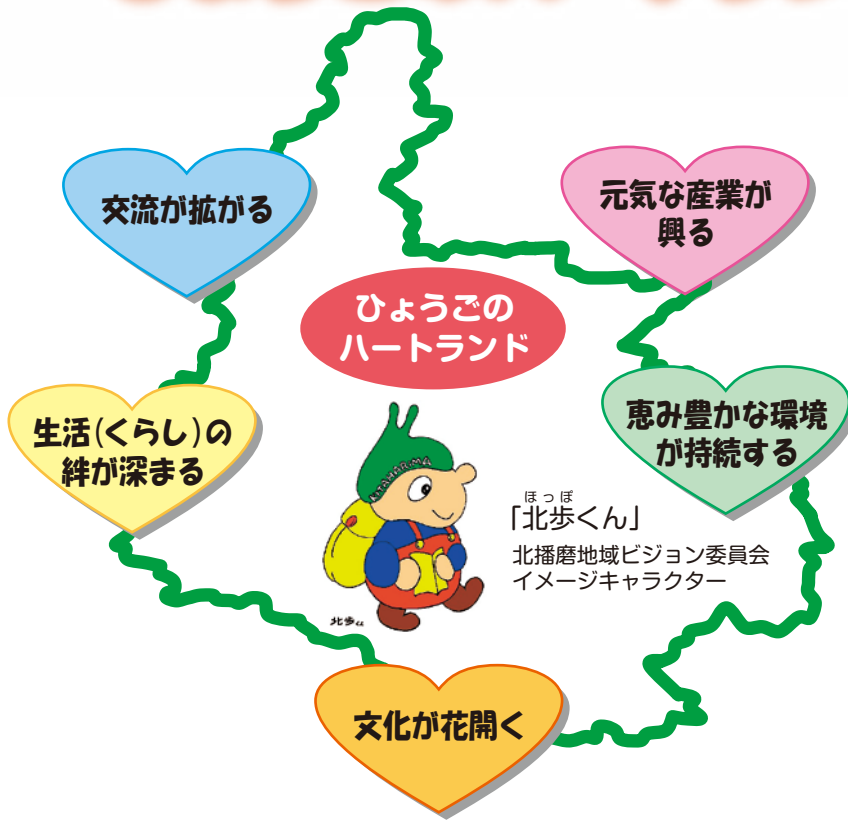 交流が拡がる
元気な産業が
興る
ひょうごの
ハートランド
生活(くらし)の
絆が深まる
恵み豊かな環境
が持続する
KITAHARIMA
ほっぽ
「北歩くん」
北播磨地域ビジョン委員会
イメージキャラクター
文化が花開く